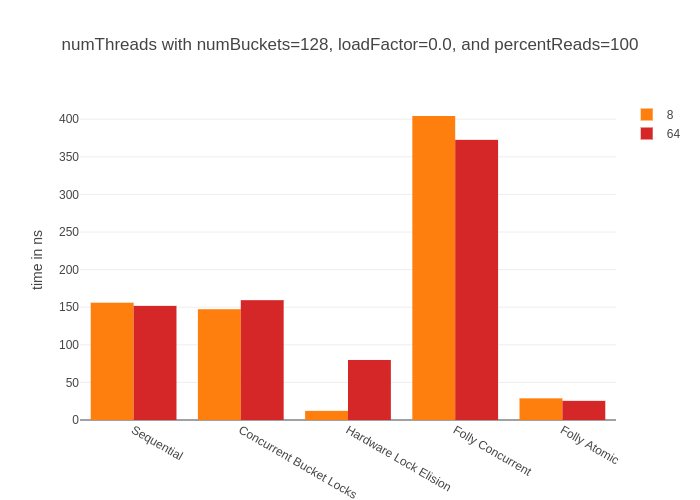 numThreads with numBuckets=128, loadFactor=0.0, and percentReads=100
8
64
400
350
300
250
200
150
100
50
0
time in ns
Sequential
Concurrent Bucket Locks
Hardware Lock Elision
Folly Concurrent
Folly Atomic